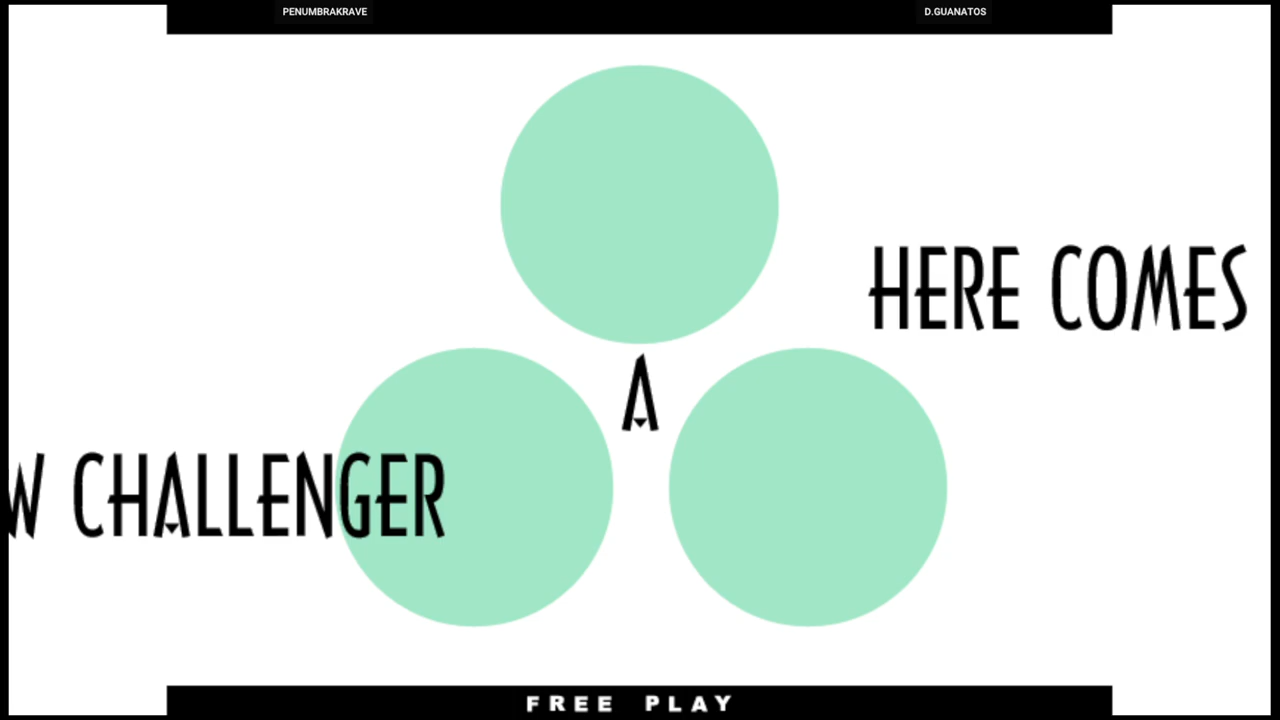 PENUMBRAKRAVE
D.GUANATOS
HERE COMES
A
W CHALLENGER
FREE PLAY